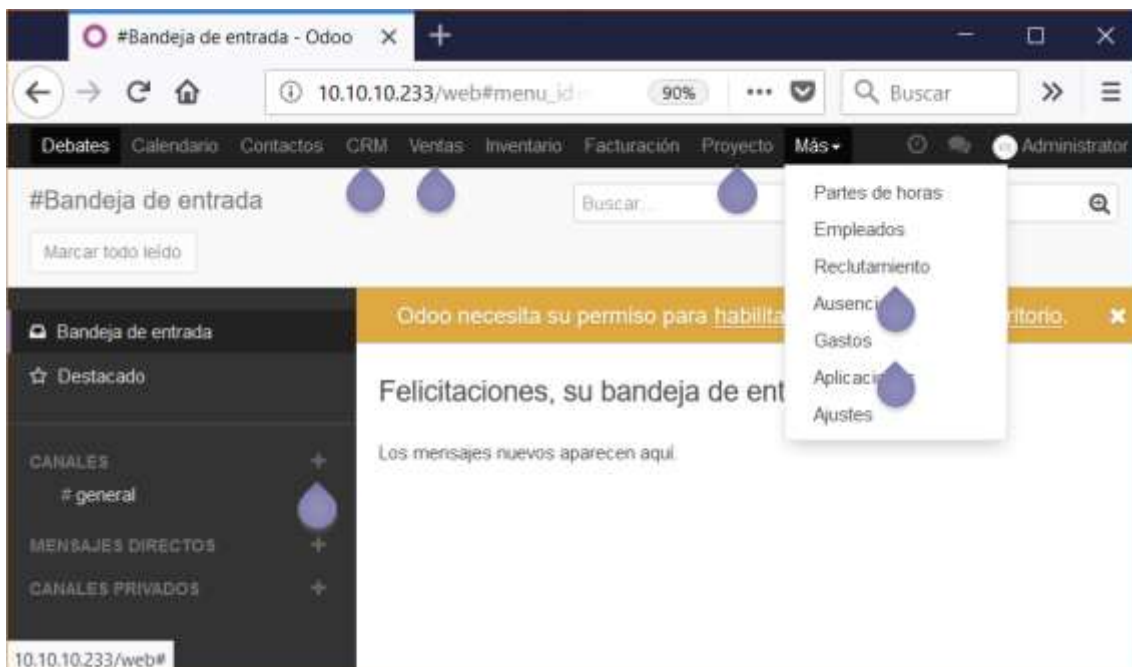 #Bandeja de entrada - Odoo
10.10.10.233/web#menu_id 90% Buscar
Debates Calendario Contactos CRM Ventas Inventario Facturación Proyecto Más Administrator
#Bandeja de entrada
Buscar...
Marcar todo leído
Partes de horas
Empleados
Reclutamiento
Gastos
Ajustes
Odoo necesita su permiso para
Bandeja de entrada
Destacado
Felicitaciones, su bandeja de
Los mensajes nuevos aparecen aquí.
CANALES
# general
MENSAJES DIRECTOS
CANALES PRIVADOS
10.10.10.233/web#